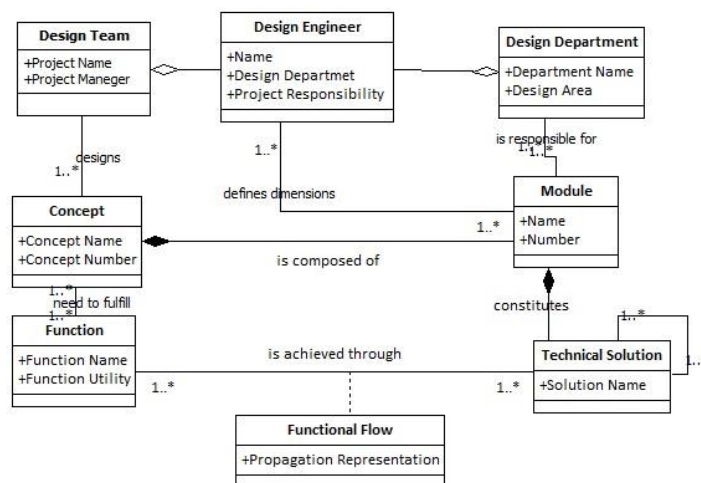 Design Team
+Project Name
+Project Maneger
Design Engineer
+Name
+Design Departmet
+Project Responsibility
Design Department
+Department Name
+Design Area
designs
1..*
1..*
defines dimensions
1..*
is responsible for
1..*
1..*
Concept
+Concept Name
+Concept Number
is composed of
Module
+Name
+Number
1..*
need to fulfill
1..*
constitutes
Function
+Function Name
+Function Utility
1..*
is achieved through
1..*
Technical Solution
+Solution Name
1..*
1..
Functional Flow
+Propagation Representation